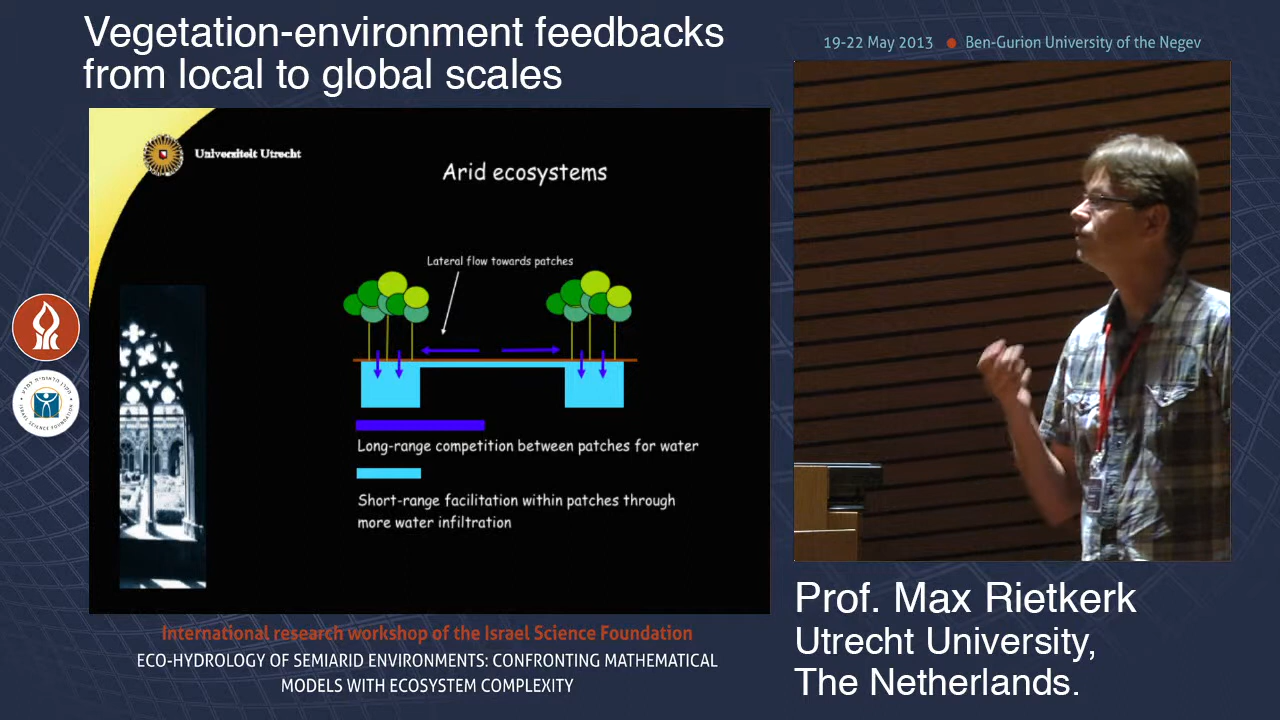 Vegetation-environment feedbacks
from local to global scales
19-22 May 2013 ● Ben-Gurion University of the Negev
Universiteit Utrecht
Arid ecosystems
Lateral flow towards patches
Long-range competition between patches for water
Short-range facilitation within patches through
more water infiltration
International research workshop of the Israel Science Foundation
ECO-HYDROLOGY OF SEMIARID ENVIRONMENTS: CONFRONTING MATHEMATICAL
MODELS WITH ECOSYSTEM COMPLEXITY
Prof. Max Rietkerk
Utrecht University,
The Netherlands.
ISRAEL SCIENCE FOUNDATION